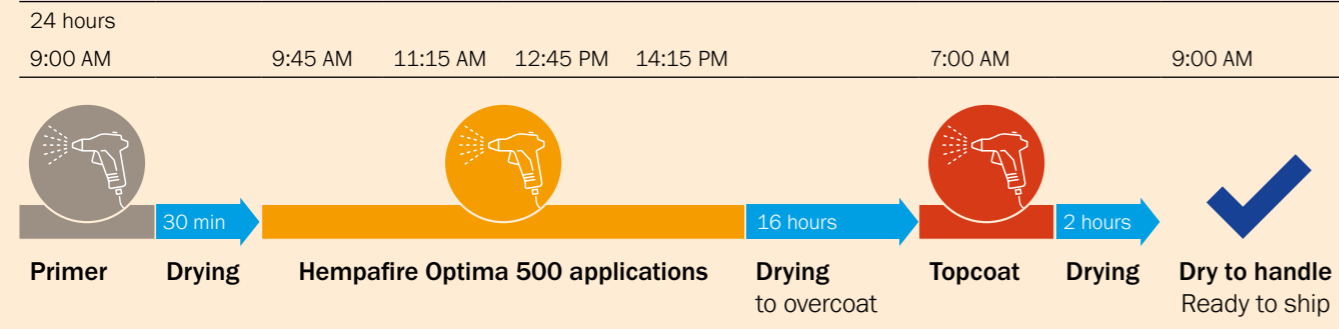 24 hours
9:00 AM 9:45 AM 11:15 AM 12:45 PM 14:15 PM 7:00 AM 9:00 AM
30 min 16 hours 2 hours
Primer Drying Hempafire Optima 500 applications Drying Topcoat Drying Dry to handle
to overcoat Ready to ship